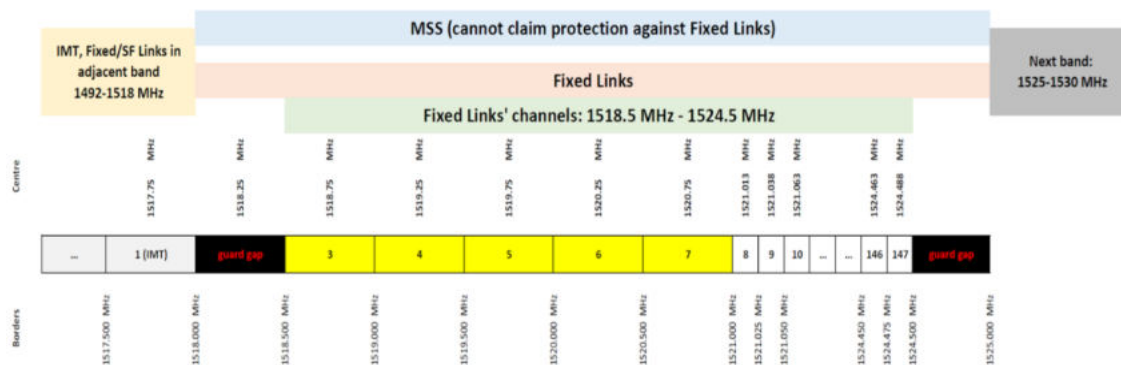 MSS (cannot claim protection against Fixed Links)
IMT, Fixed/SF Links in
adjacent band
1492-1518 MHz
Next band:
1525-1530 MHz
Fixed Links
Fixed Links' channels: 1518.5 MHz - 1524.5 MHz
Centre
1517.75 MHz
1518.25 MHz
1518.75 MHz
1519.25 MHz
1519.75 MHz
1520.25 MHz
1520.75 MHz
1521.013 MHz
1521.038 MHz
1521.063 MHz
1524.463 MHz
1524.488 MHz
... 1 (IMT) guard gap 3 4 5 6 7 8 9 10 ... ... 146 147 guard gap
Borders
1517.500 MHz
1518.000 MHz
1518.500 MHz
1519.000 MHz
1519.500 MHz
1520.000 MHz
1520.500 MHz
1521.000 MHz
1521.025 MHz
1521.050 MHz
1524.450 MHz
1524.475 MHz
1524.500 MHz
1525.000 MHz